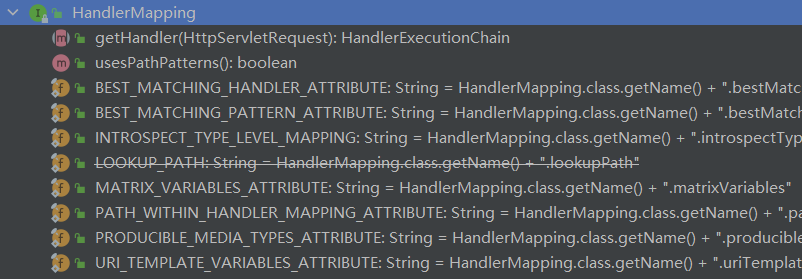 HandlerMapping
getHandler(HttpServletRequest): HandlerExecutionChain
usesPathPatterns(): boolean
BEST_MATCHING_HANDLER_ATTRIBUTE: String = HandlerMapping.class.getName() + ".bestMatc
BEST_MATCHING_PATTERN_ATTRIBUTE: String = HandlerMapping.class.getName() + ".bestMatc
INTROSPECT_TYPE_LEVEL_MAPPING: String = HandlerMapping.class.getName() + ".introspectTyp
LOOKUP_PATH: String = HandlerMapping.class.getName() + ".lookupPath"
MATRIX_VARIABLES_ATTRIBUTE: String = HandlerMapping.class.getName() + ".matrixVariables"
PATH_WITHIN_HANDLER_MAPPING_ATTRIBUTE: String = HandlerMapping.class.getName() + ".pa
PRODUCIBLE_MEDIA_TYPES_ATTRIBUTE: String = HandlerMapping.class.getName() + ".producible
URI_TEMPLATE_VARIABLES_ATTRIBUTE: String = HandlerMapping.class.getName() + ".uriTemplat